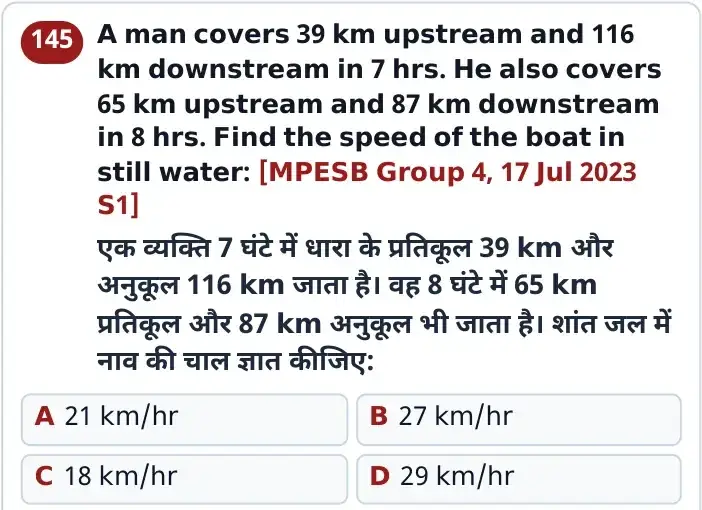 145 A man covers 39 km upstream and 116
km downstream in 7 hrs. He also covers
65 km upstream and 87 km downstream
in 8 hrs. Find the speed of the boat in
still water: [MPESB Group 4, 17 Jul 2023
S1]
एक व्यक्ति 7 घंटे में धारा के प्रतिकूल 39 km और
अनुकूल 116 km जाता है। वह 8 घंटे में 65 km
प्रतिकूल और 87 km अनुकूल भी जाता है। शांत जल में
नाव की चाल ज्ञात कीजिए:
A 21 km/hr
B 27 km/hr
C 18 km/hr
D 29 km/hr